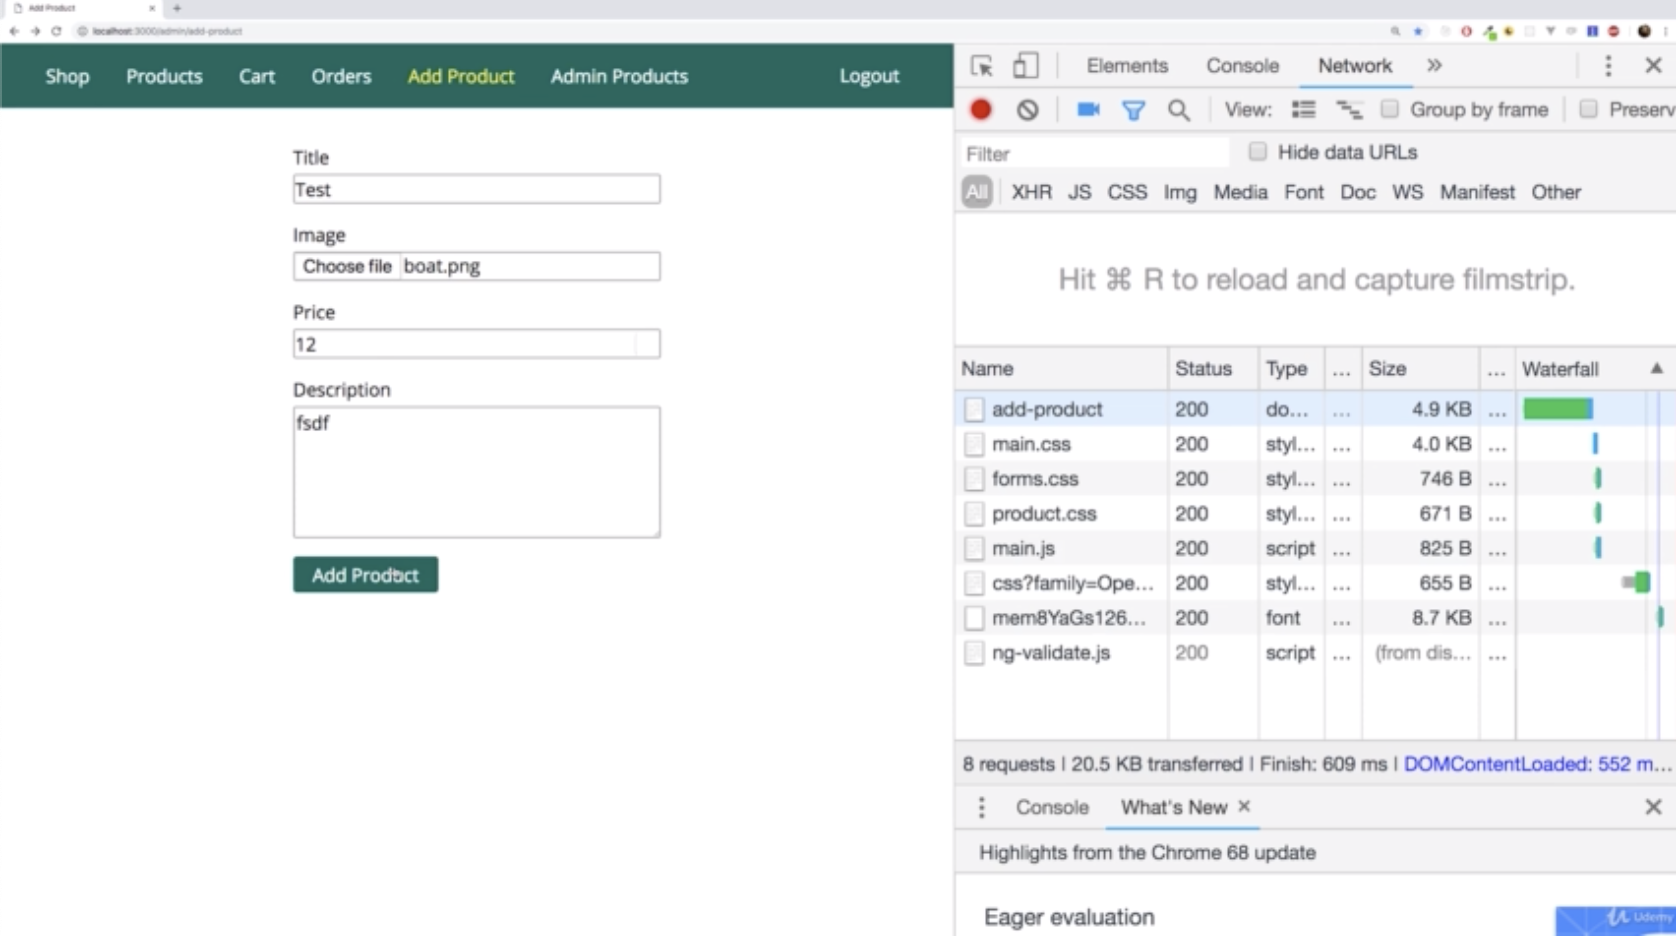 Add Product
localhost:3000/admin/add-product
Shop Products Cart Orders Add Product Admin Products Logout
Title
Test
Image
Choose file boat.png
Price
12
Description
fsdf
Add Product
Elements Console Network
View: Group by frame Preserv
Filter Hide data URLs
All XHR JS CSS Img Media Font Doc WS Manifest Other
Hit ⌘ R to reload and capture filmstrip.
Name Status Type ... Size ... Waterfall
add-product 200 do... ... 4.9 KB ...
main.css 200 styl... ... 4.0 KB ...
forms.css 200 styl... ... 746 B ...
product.css 200 styl... ... 671 B ...
main.js 200 script ... 825 B ...
css?family=Ope... 200 styl... ... 655 B ...
mem8YaGs126... 200 font ... 8.7 KB ...
ng-validate.js 200 script ... (from dis... ...
8 requests | 20.5 KB transferred | Finish: 609 ms | DOMContentLoaded: 552 m...
Console What's New
Highlights from the Chrome 68 update
Eager evaluation
Udemy